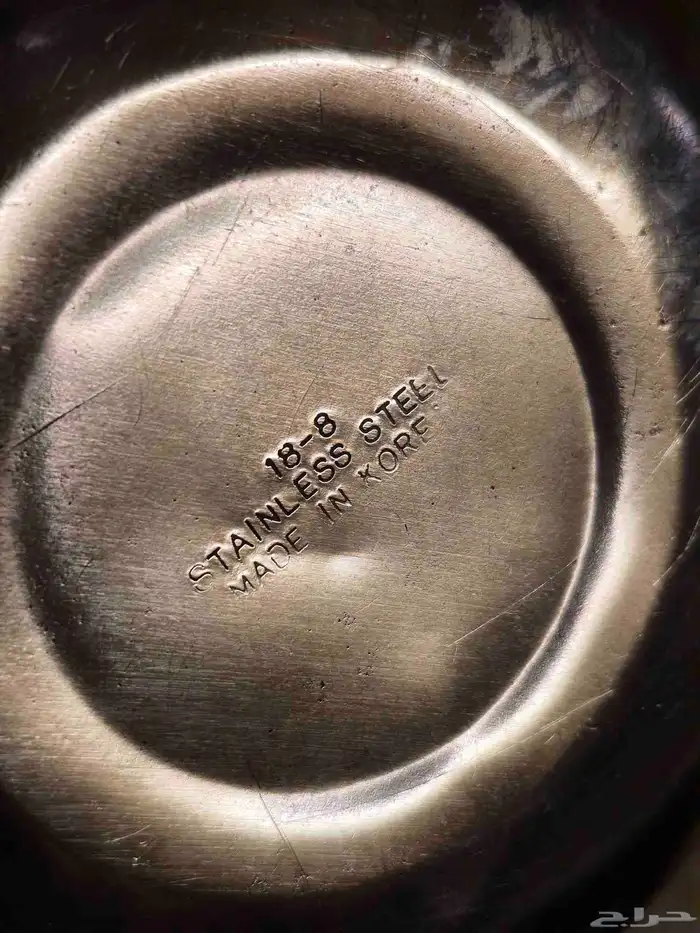 18-8
STAINLESS STEEL
MADE IN KORE
حراج